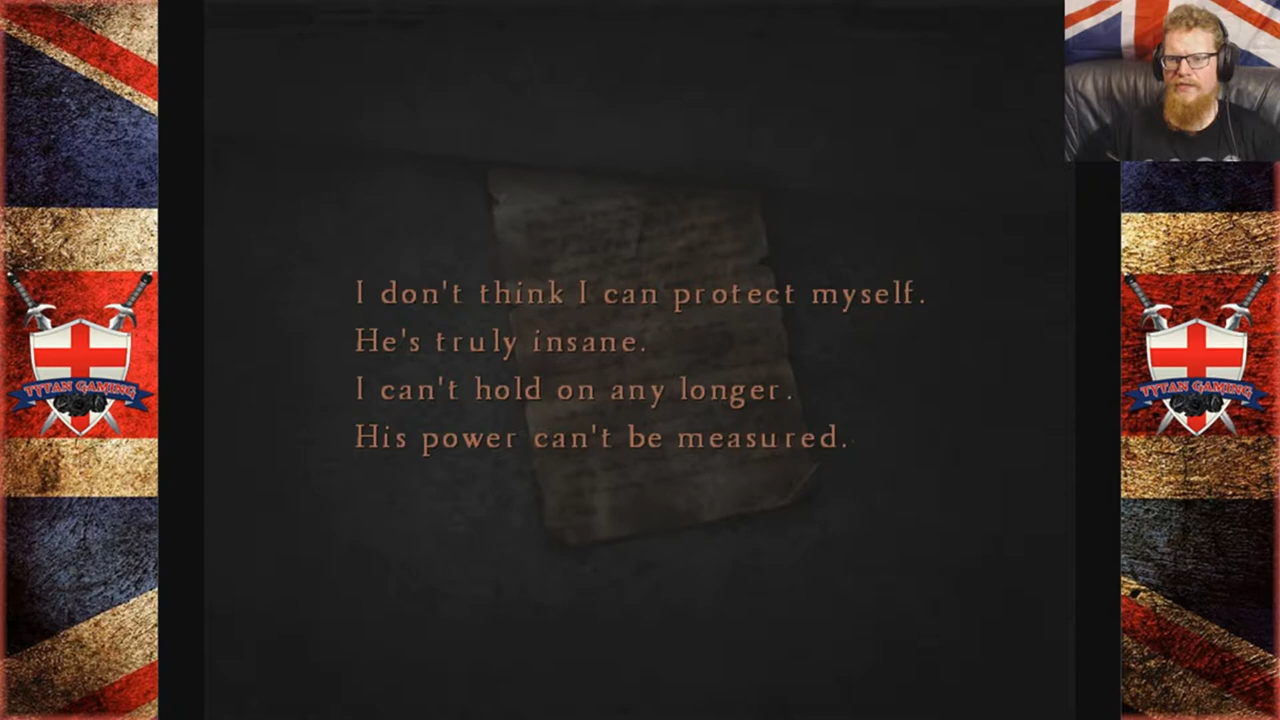 I don't think I can protect myself.
He's truly insane.
I can't hold on any longer.
His power can't be measured.
TYTAN GAMING
TYTAN GAMING